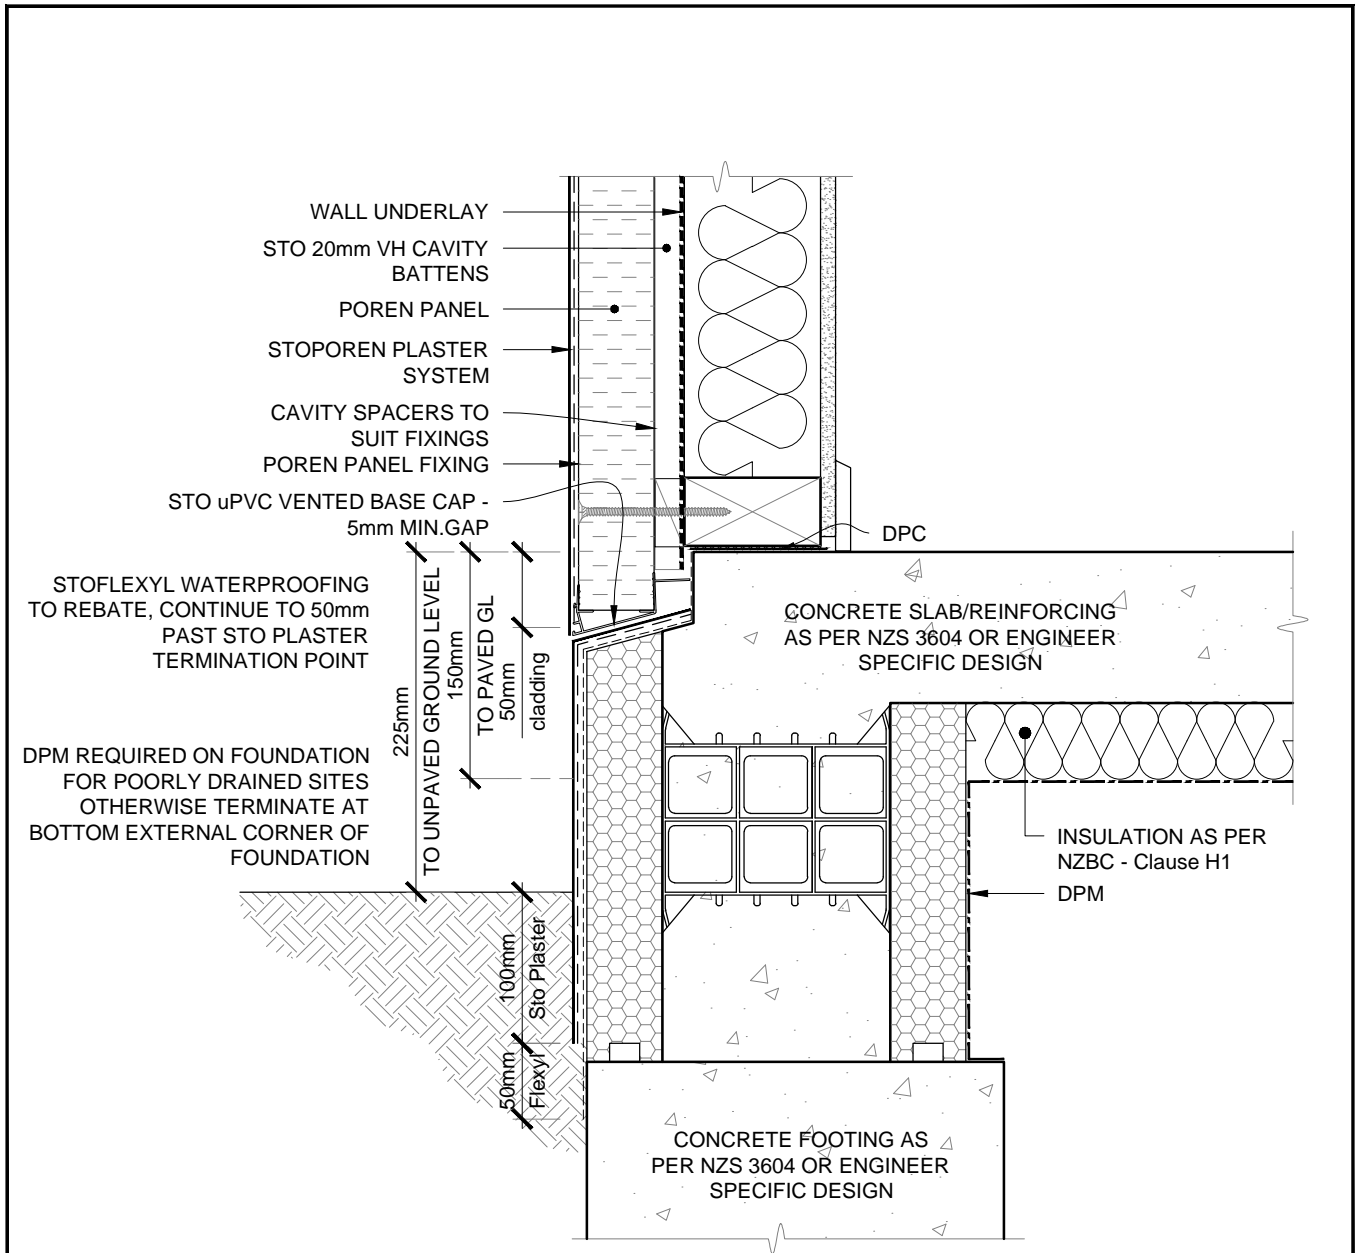 WALL UNDERLAY
STO 20mm VH CAVITY
BATTENS
POREN PANEL
STOPOREN PLASTER
SYSTEM
CAVITY SPACERS TO
SUIT FIXINGS
POREN PANEL FIXING
STO uPVC VENTED BASE CAP -
5mm MIN.GAP
DPC
STOFLEXYL WATERPROOFING
TO REBATE, CONTINUE TO 50mm
PAST STO PLASTER
TERMINATION POINT
225mm
TO UNPAVED GROUND LEVEL
150mm
TO PAVED GL
50mm
cladding
CONCRETE SLAB/REINFORCING
AS PER NZS 3604 OR ENGINEER
SPECIFIC DESIGN
DPM REQUIRED ON FOUNDATION
FOR POORLY DRAINED SITES
OTHERWISE TERMINATE AT
BOTTOM EXTERNAL CORNER OF
FOUNDATION
INSULATION AS PER
NZBC - Clause H1
DPM
100mm
Sto Plaster
50mm
Flexyl
CONCRETE FOOTING AS
PER NZS 3604 OR ENGINEER
SPECIFIC DESIGN